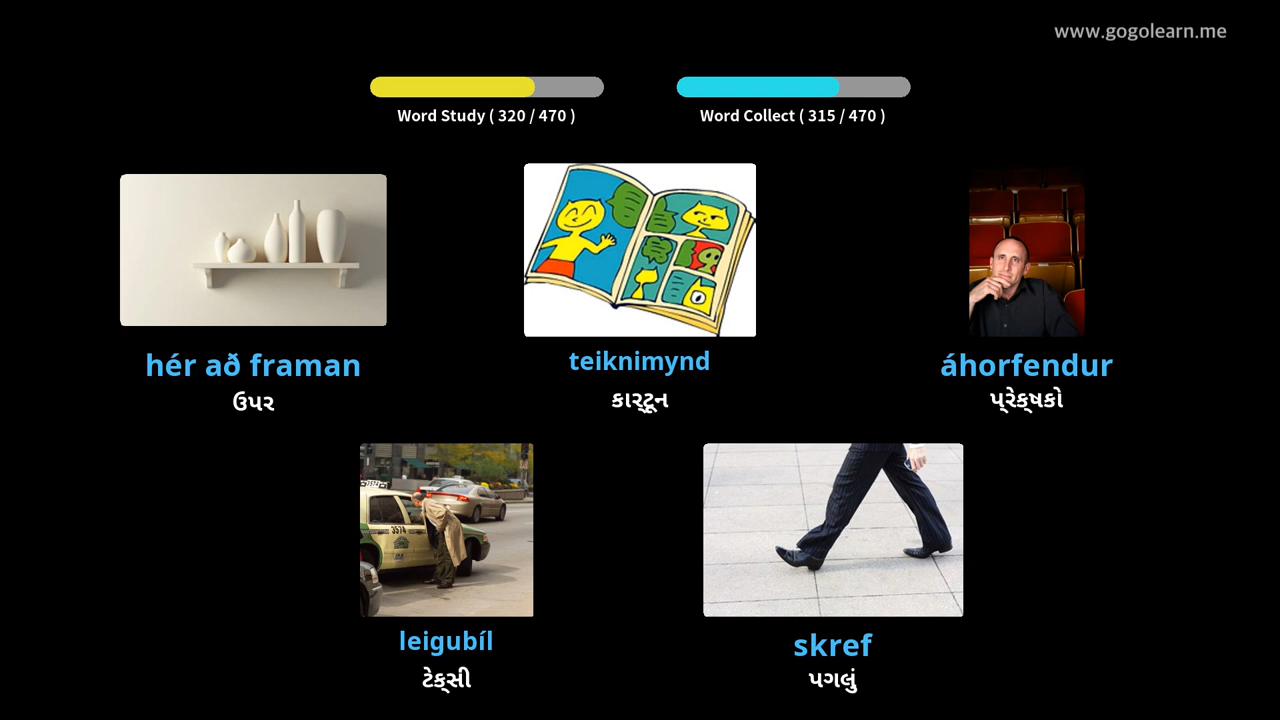 www.gogolearn.me
Word Study ( 320 / 470 )
Word Collect ( 315 / 470 )
hér að framan
ઉપર
teiknimynd
કાર્ટૂન
áhorfendur
પ્રેક્ષકો
3574
leigubíl
ટેક્સી
skref
પગલું